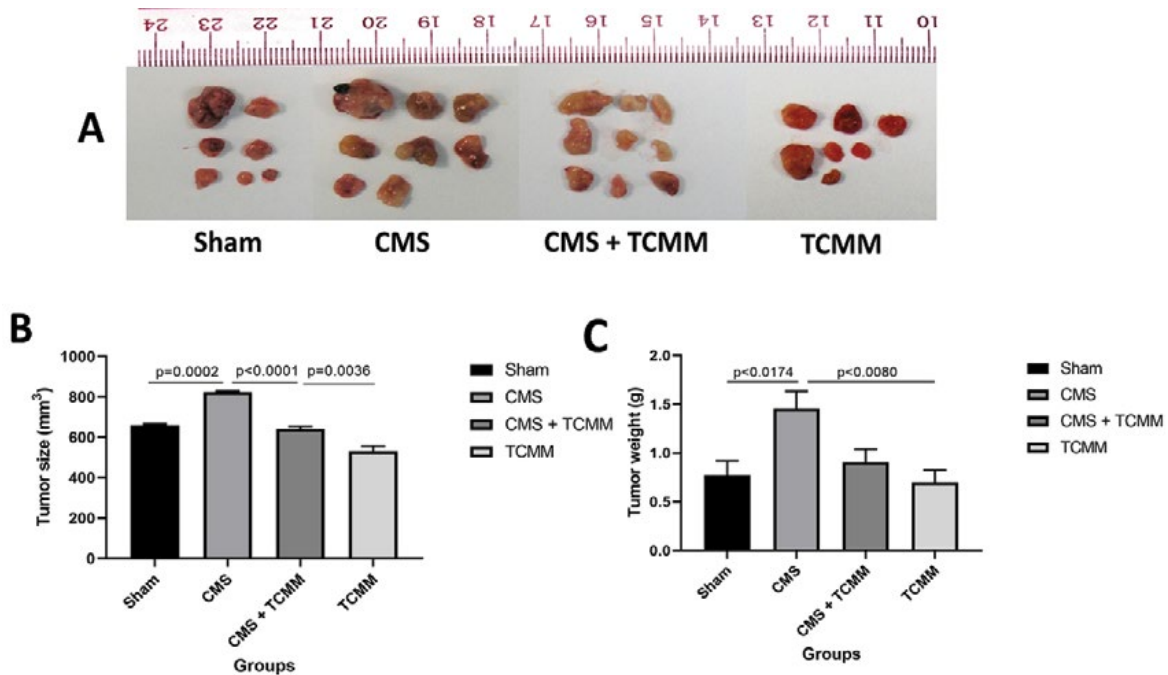 24 23 22 21 20 19 18 17 16 15 14 13 12 11 10
A
Sham CMS CMS + TCMM TCMM
B
p=0.0002 p<0.0001 p=0.0036
Tumor size (mm³)
1000
800
600
400
200
0
Sham CMS CMS + TCMM TCMM
Groups
Sham
CMS
CMS + TCMM
TCMM
C
p<0.0174 p<0.0080
Tumor weight (g)
2.0
1.5
1.0
0.5
0.0
Sham CMS CMS + TCMM TCMM
Groups
Sham
CMS
CMS + TCMM
TCMM